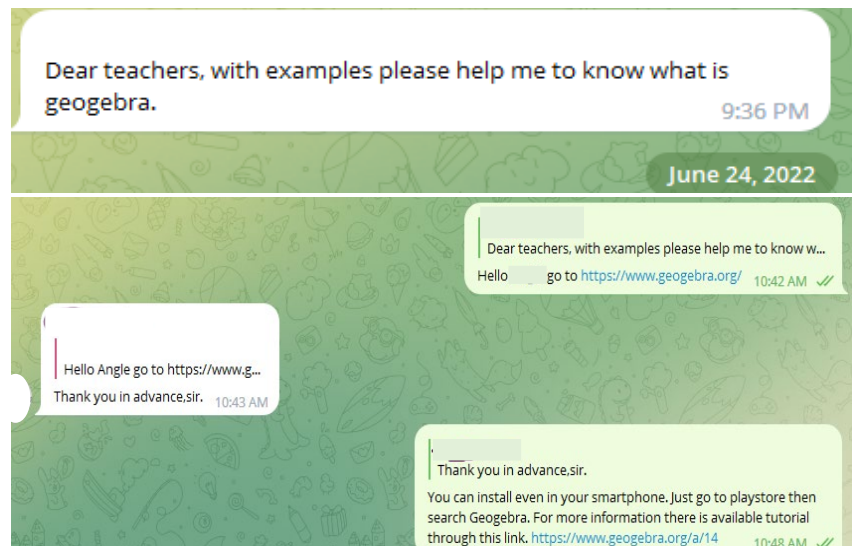 Dear teachers, with examples please help me to know what is
geogebra.
9:36 PM
June 24, 2022
Dear teachers, with examples please help me to know w...
Hello go to https://www.geogebra.org/
10:42 AM
Hello Angle go to https://www.g...
Thank you in advance,sir.
10:43 AM
Thank you in advance,sir.
You can install even in your smartphone. Just go to playstore then
search Geogebra. For more information there is available tutorial
through this link. https://www.geogebra.org/a/14
10:48 AM